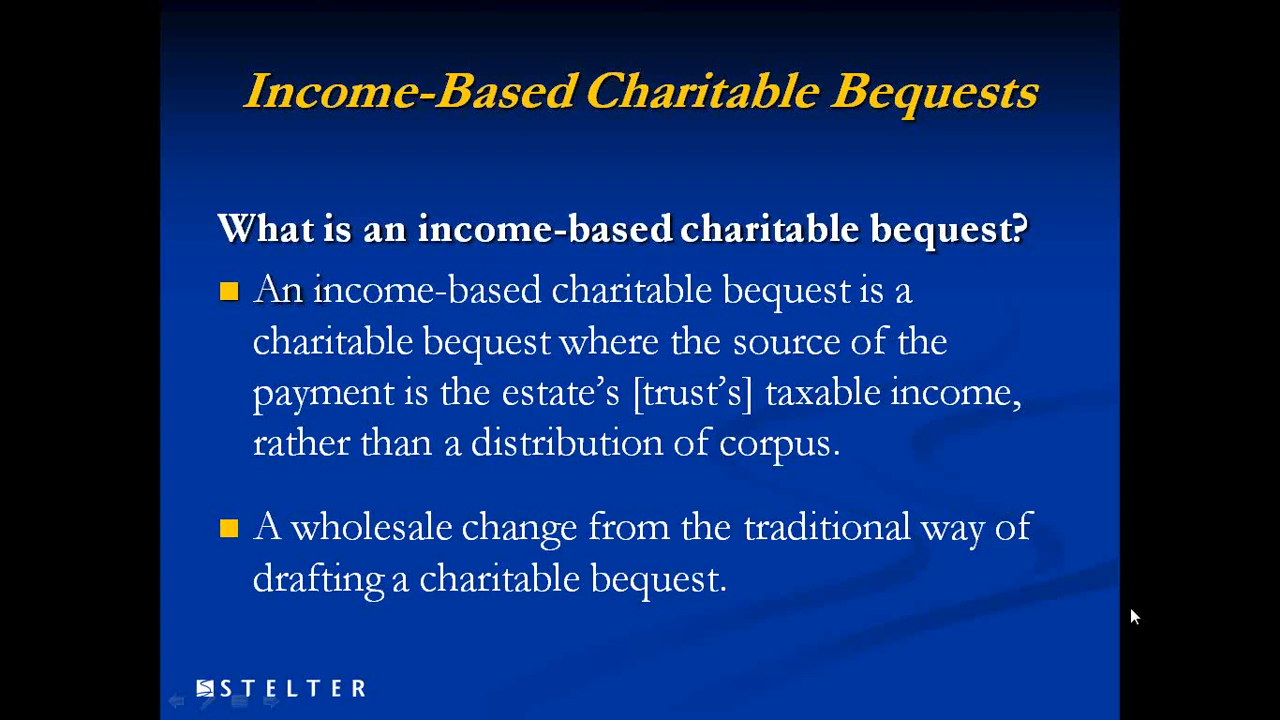 Income-Based Charitable Bequests
What is an income-based charitable bequest?
An income-based charitable bequest is a
charitable bequest where the source of the
payment is the estate’s [trust’s] taxable income,
rather than a distribution of corpus.
A wholesale change from the traditional way of
drafting a charitable bequest.
STELTER